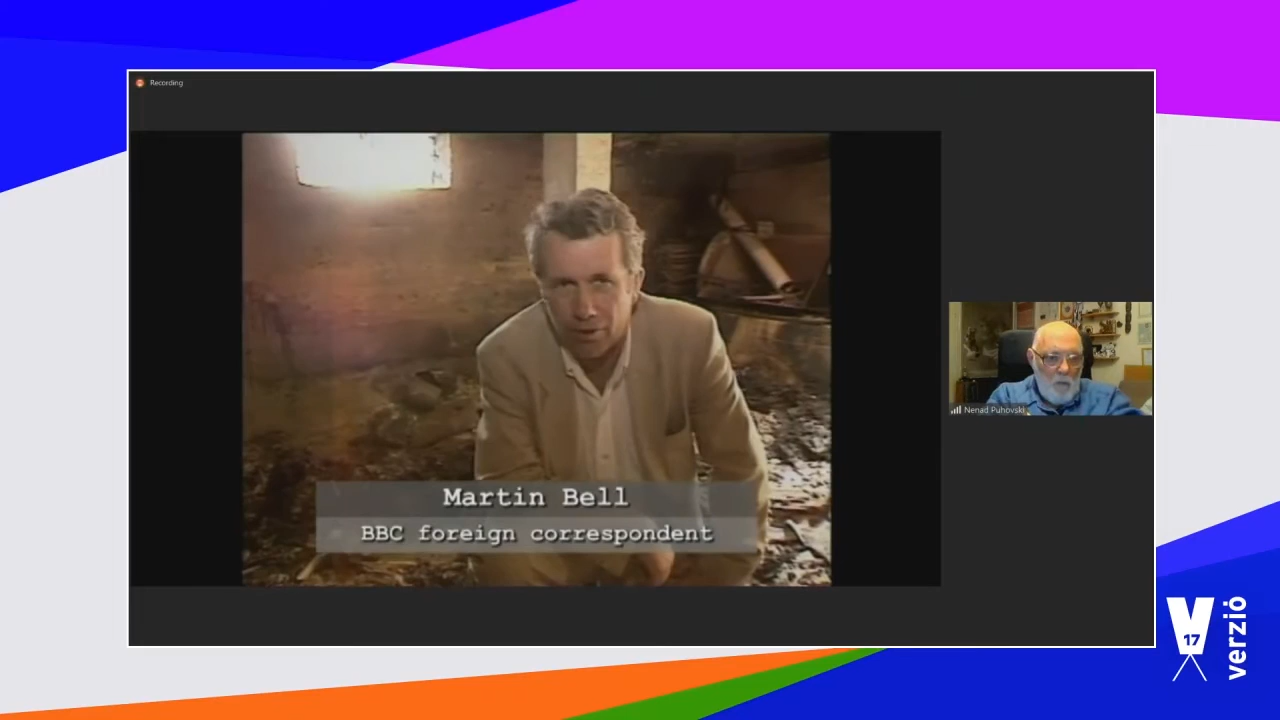 Recording
Martin Bell
BBC foreign correspondent
Nenad Puhovski
17
verzió